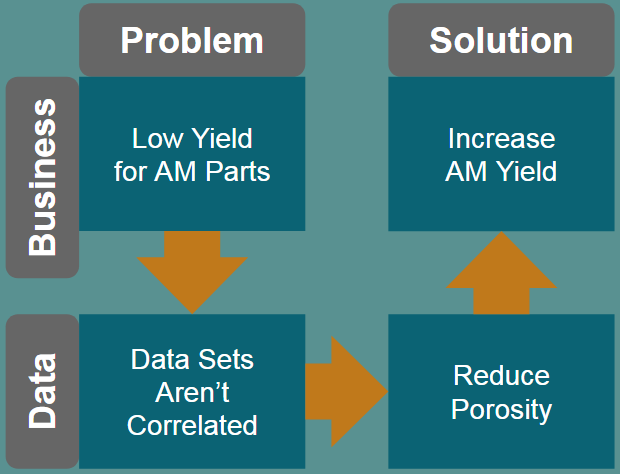 Problem
Solution
Business
Low Yield
for AM Parts
Increase
AM Yield
Data
Data Sets
Aren't
Correlated
Reduce
Porosity